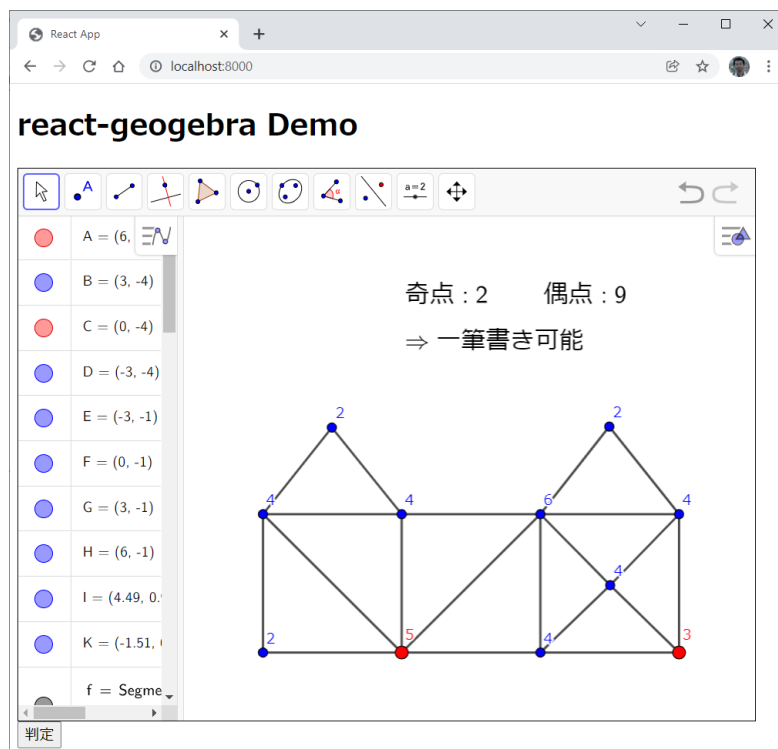 React App
localhost:8000
react-geogebra Demo
A
α
a=2
A = (6,
B = (3, -4)
C = (0, -4)
D = (-3, -4)
E = (-3, -1)
F = (0, -1)
G = (3, -1)
H = (6, -1)
I = (4.49, 0.
K = (-1.51,
f = Segme
奇点 : 2 偶点 : 9
⇒ 一筆書き可能
2 2
4 4 6 4
4
2 5 4 3
判定